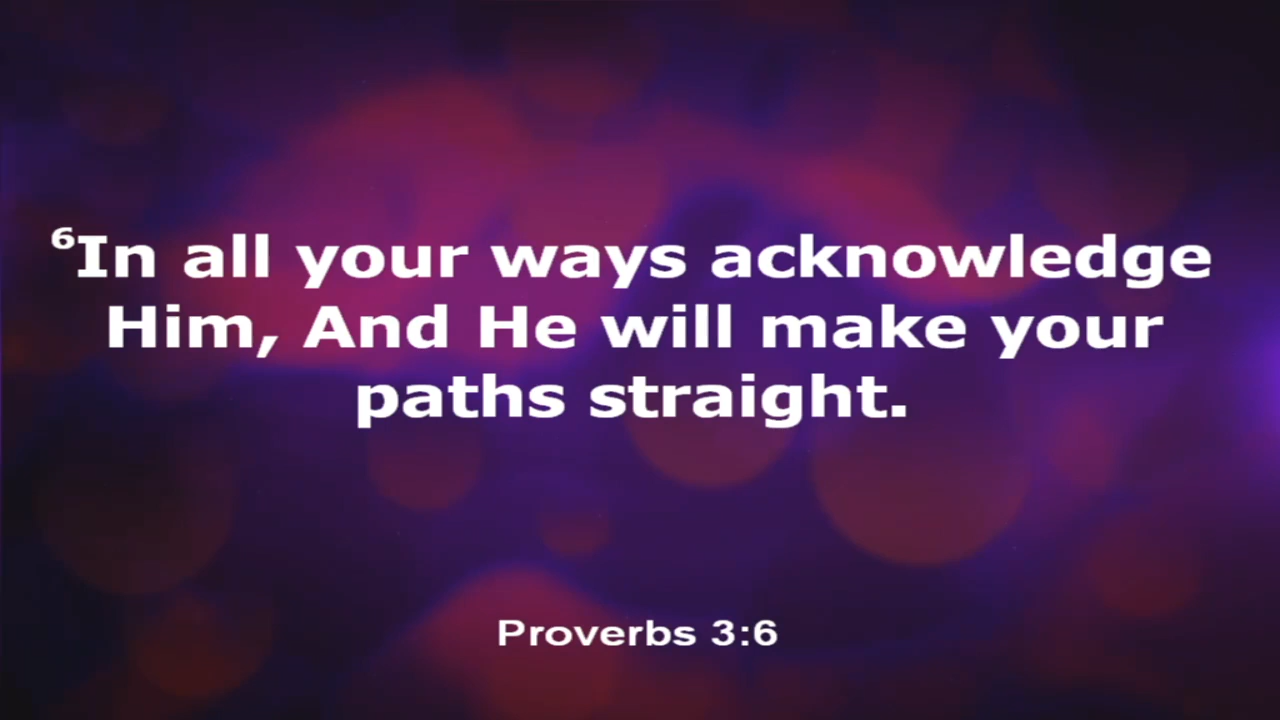 ⁶In all your ways acknowledge
Him, And He will make your
paths straight.
Proverbs 3:6